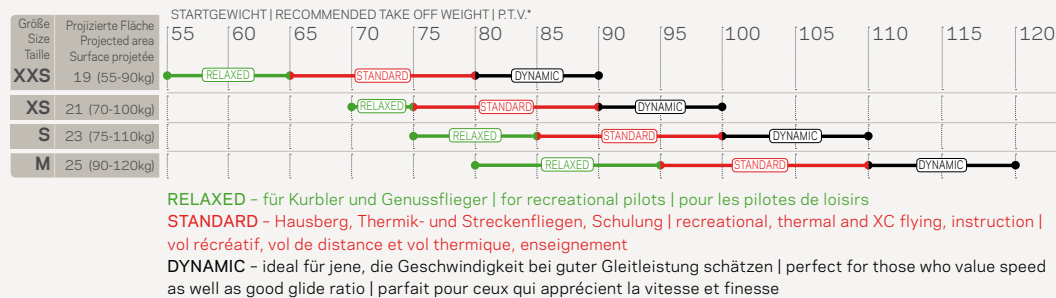 STARTGEWICHT | RECOMMENDED TAKE OFF WEIGHT | P.T.V.*
Größe Projizierte Fläche
Size Projected area
Taille Surface projetée
55 60 65 70 75 80 85 90 95 100 105 110 115 120
XXS 19 (55-90kg) RELAXED STANDARD DYNAMIC
XS 21 (70-100kg) RELAXED STANDARD DYNAMIC
S 23 (75-110kg) RELAXED STANDARD DYNAMIC
M 25 (90-120kg) RELAXED STANDARD DYNAMIC
RELAXED – für Kurbler und Genussflieger | for recreational pilots | pour les pilotes de loisirs
STANDARD – Hausberg, Thermik- und Streckenfliegen, Schulung | recreational, thermal and XC flying, instruction |
vol récréatif, vol de distance et vol thermique, enseignement
DYNAMIC – ideal für jene, die Geschwindigkeit bei guter Gleitleistung schätzen | perfect for those who value speed
as well as good glide ratio | parfait pour ceux qui apprécient la vitesse et finesse